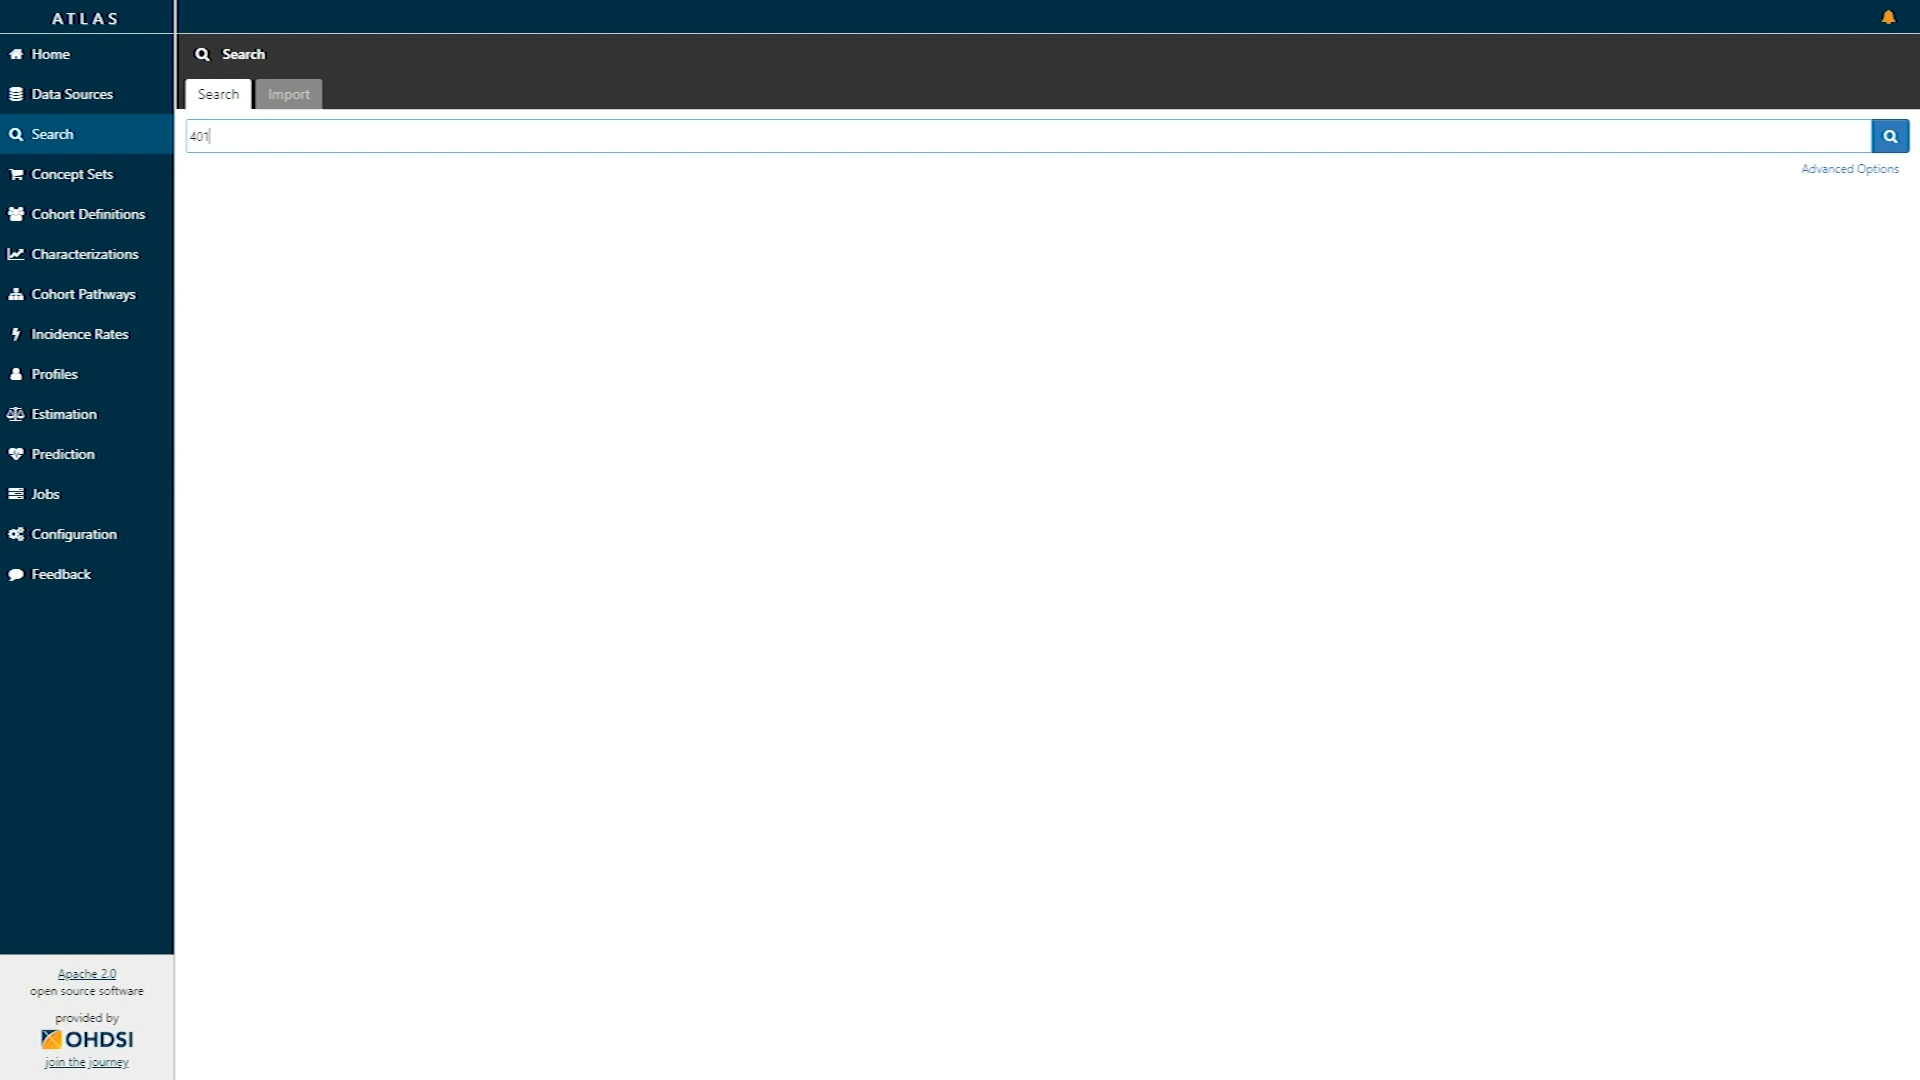 ATLAS
Home
Data Sources
Search
Concept Sets
Cohort Definitions
Characterizations
Cohort Pathways
Incidence Rates
Profiles
Estimation
Prediction
Jobs
Configuration
Feedback
Apache 2.0
open source software
provided by
OHDSI
join the journey
Search
Search
Import
401
Advanced Options